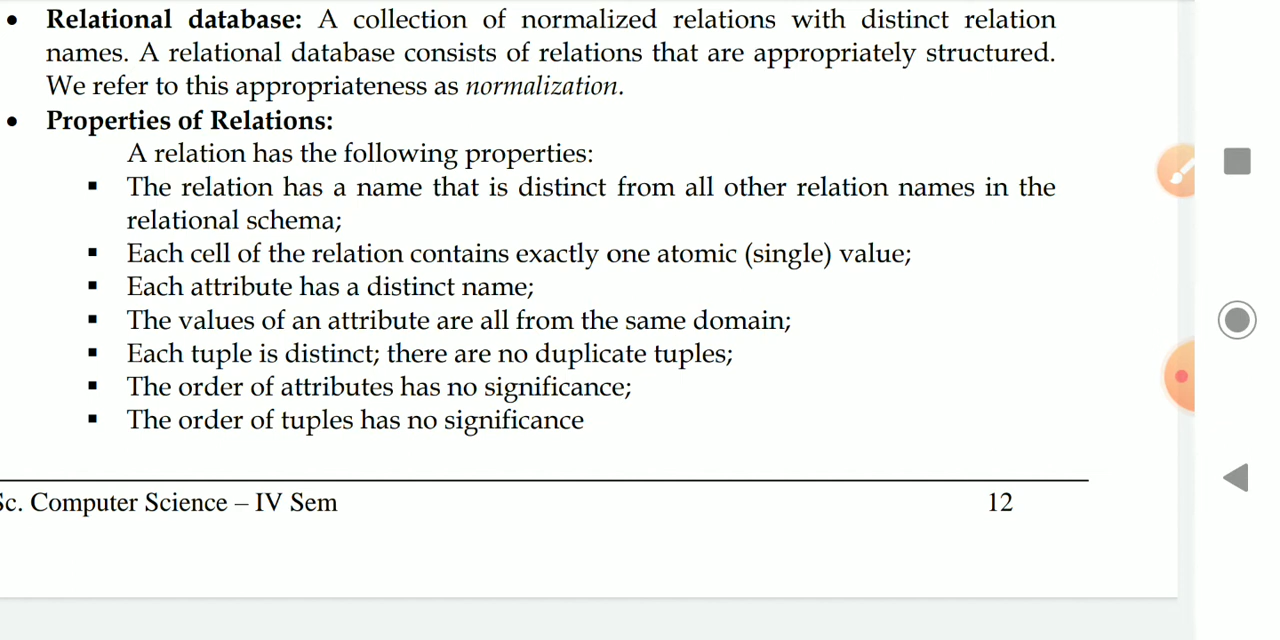 • Relational database: A collection of normalized relations with distinct relation
names. A relational database consists of relations that are appropriately structured.
We refer to this appropriateness as normalization.
• Properties of Relations:
A relation has the following properties:
▪ The relation has a name that is distinct from all other relation names in the
relational schema;
▪ Each cell of the relation contains exactly one atomic (single) value;
▪ Each attribute has a distinct name;
▪ The values of an attribute are all from the same domain;
▪ Each tuple is distinct; there are no duplicate tuples;
▪ The order of attributes has no significance;
▪ The order of tuples has no significance
Sc. Computer Science – IV Sem 12